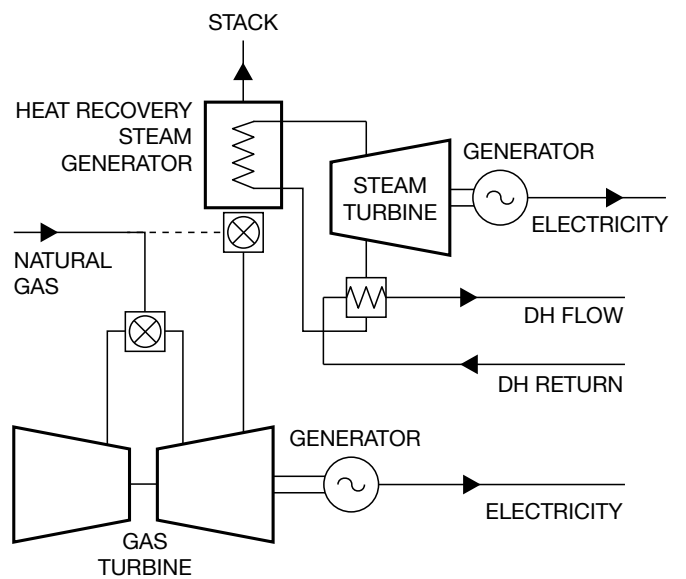 STACK
HEAT RECOVERY
STEAM
GENERATOR
GENERATOR
STEAM
TURBINE
ELECTRICITY
NATURAL
GAS
DH FLOW
DH RETURN
GENERATOR
ELECTRICITY
GAS
TURBINE